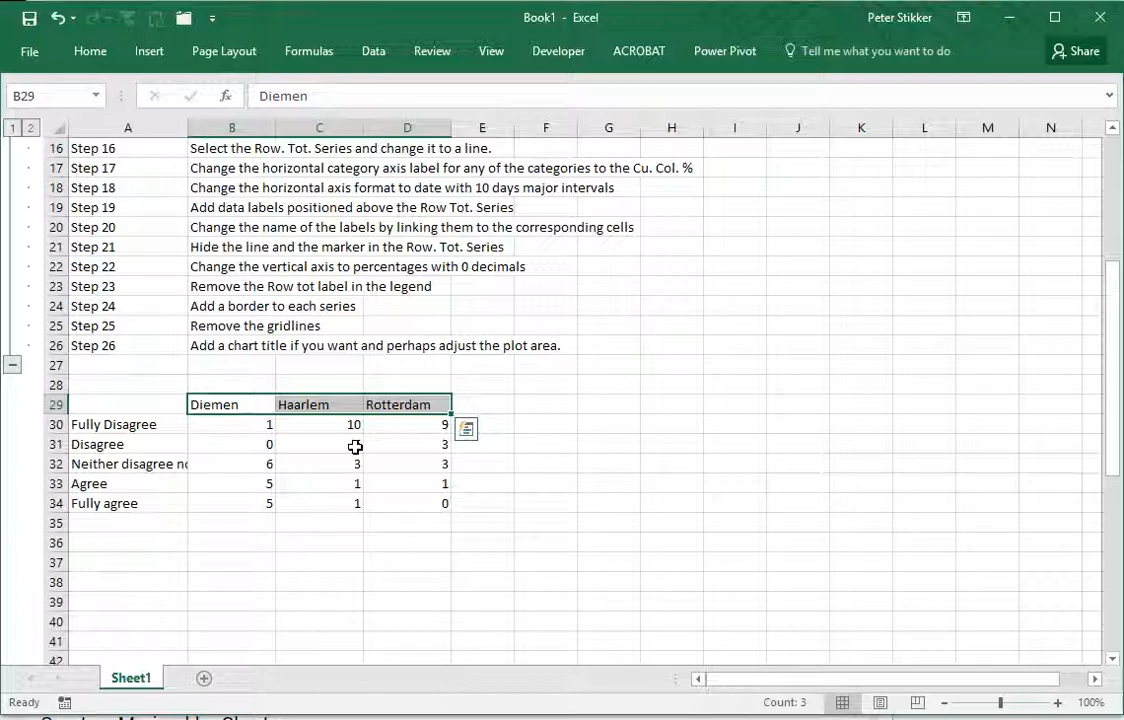 Book1 - Excel
Peter Stikker
File Home Insert Page Layout Formulas Data Review View Developer ACROBAT Power Pivot Tell me what you want to do Share
B29 fx Diemen
1 2 A B C D E F G H I J K L M N
16 Step 16 Select the Row. Tot. Series and change it to a line.
17 Step 17 Change the horizontal category axis label for any of the categories to the Cu. Col. %
18 Step 18 Change the horizontal axis format to date with 10 days major intervals
19 Step 19 Add data labels positioned above the Row Tot. Series
20 Step 20 Change the name of the labels by linking them to the corresponding cells
21 Step 21 Hide the line and the marker in the Row. Tot. Series
22 Step 22 Change the vertical axis to percentages with 0 decimals
23 Step 23 Remove the Row tot label in the legend
24 Step 24 Add a border to each series
25 Step 25 Remove the gridlines
26 Step 26 Add a chart title if you want and perhaps adjust the plot area.
27
28
29 Diemen Haarlem Rotterdam
30 Fully Disagree 1 10 9
31 Disagree 0 3
32 Neither disagree no 6 3 3
33 Agree 5 1 1
34 Fully agree 5 1 0
35
36
37
38
39
40
41
42
Sheet1
Ready Count: 3 100%